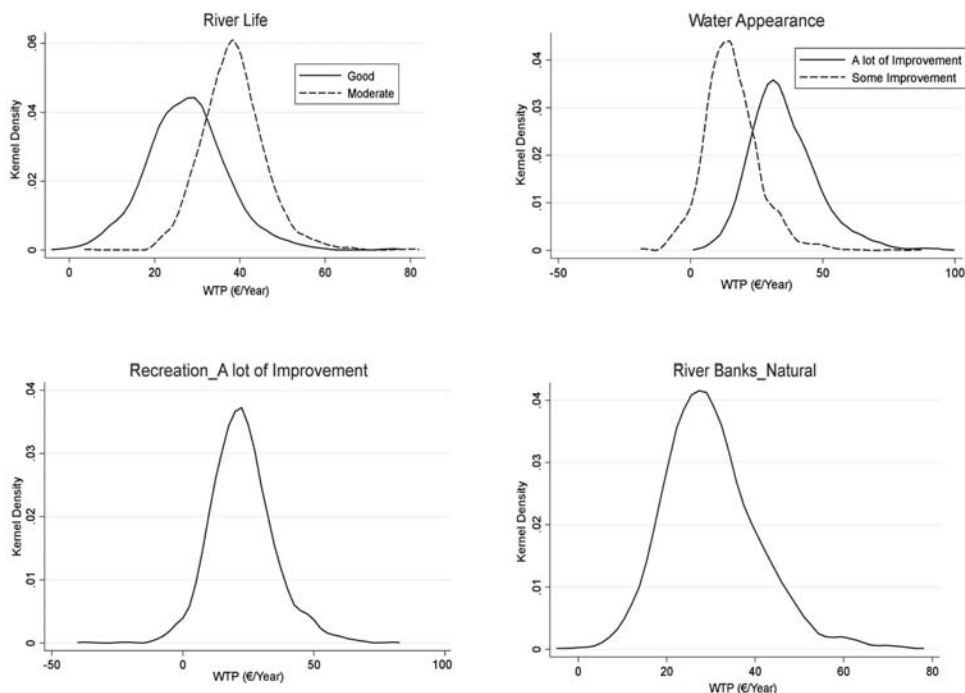 River Life
Kernel Density
0 .02 .04 .06
Good
Moderate
0 20 40 60 80
WTP (€/Year)
Water Appearance
Kernel Density
0 .01 .02 .03 .04
A lot of Improvement
Some Improvement
-50 0 50 100
WTP (€/Year)
Recreation_A lot of Improvement
Kernel Density
0 .01 .02 .03 .04
-50 0 50 100
WTP (€/Year)
River Banks_Natural
Kernel Density
0 .01 .02 .03 .04
0 20 40 60 80
WTP (€/Year)